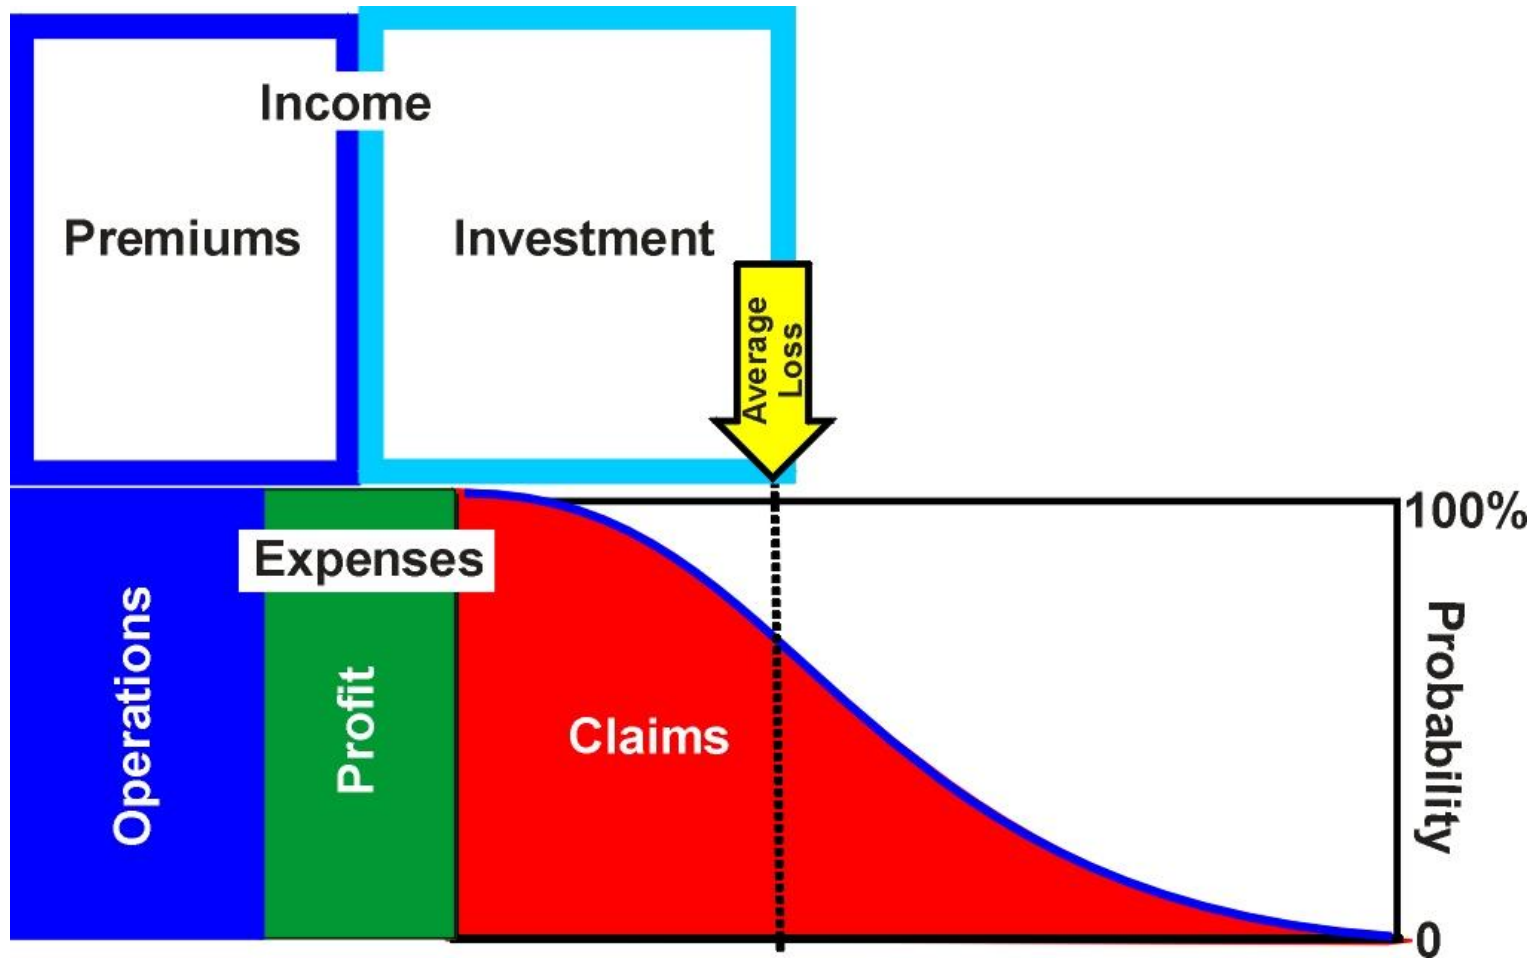 Income
Premiums
Investment
Average
Loss
100%
Expenses
Operations
Profit
Claims
Probability
0